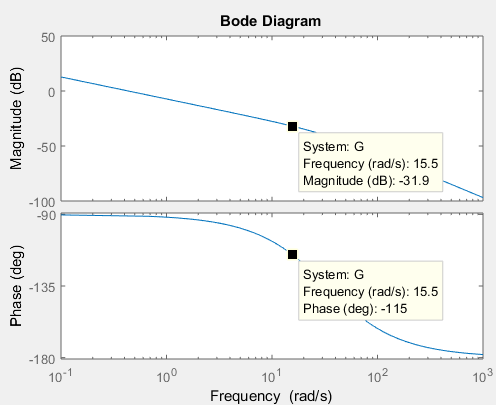 Bode Diagram
50
0
-50
-100
Magnitude (dB)
System: G
Frequency (rad/s): 15.5
Magnitude (dB): -31.9
-90
-135
-180
Phase (deg)
System: G
Frequency (rad/s): 15.5
Phase (deg): -115
10^-1 10^0 10^1 10^2 10^3
Frequency (rad/s)